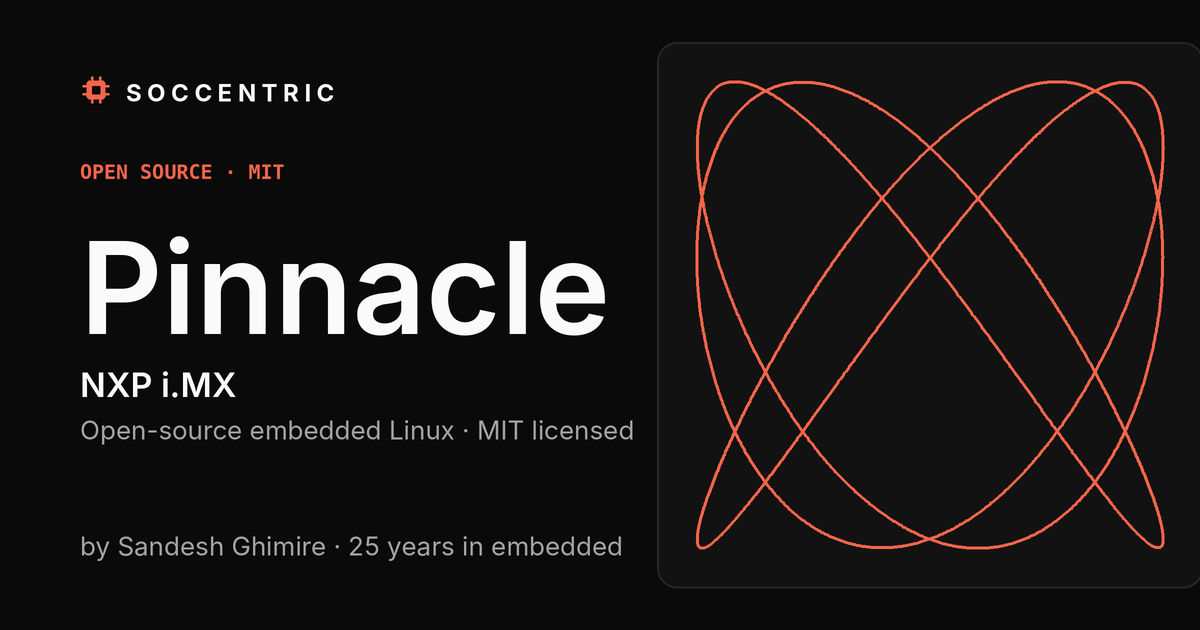 SOCCENTRIC
OPEN SOURCE · MIT
Pinnacle
NXP i.MX
Open-source embedded Linux · MIT licensed
by Sandesh Ghimire · 25 years in embedded